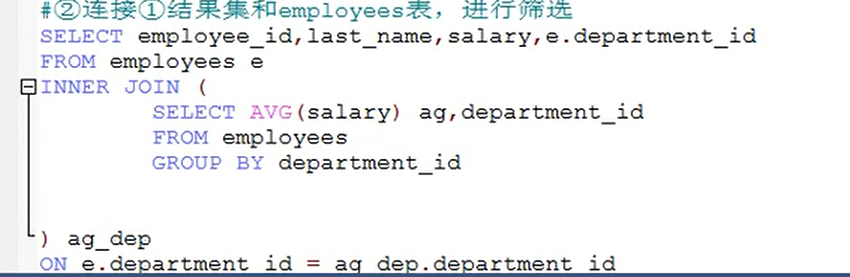 #②连接①结果集和employees表，进行筛选
SELECT employee_id,last_name,salary,e.department_id
FROM employees e
INNER JOIN (
SELECT AVG(salary) ag,department_id
FROM employees
GROUP BY department_id
) ag_dep
ON e.department_id = ag_dep.department_id